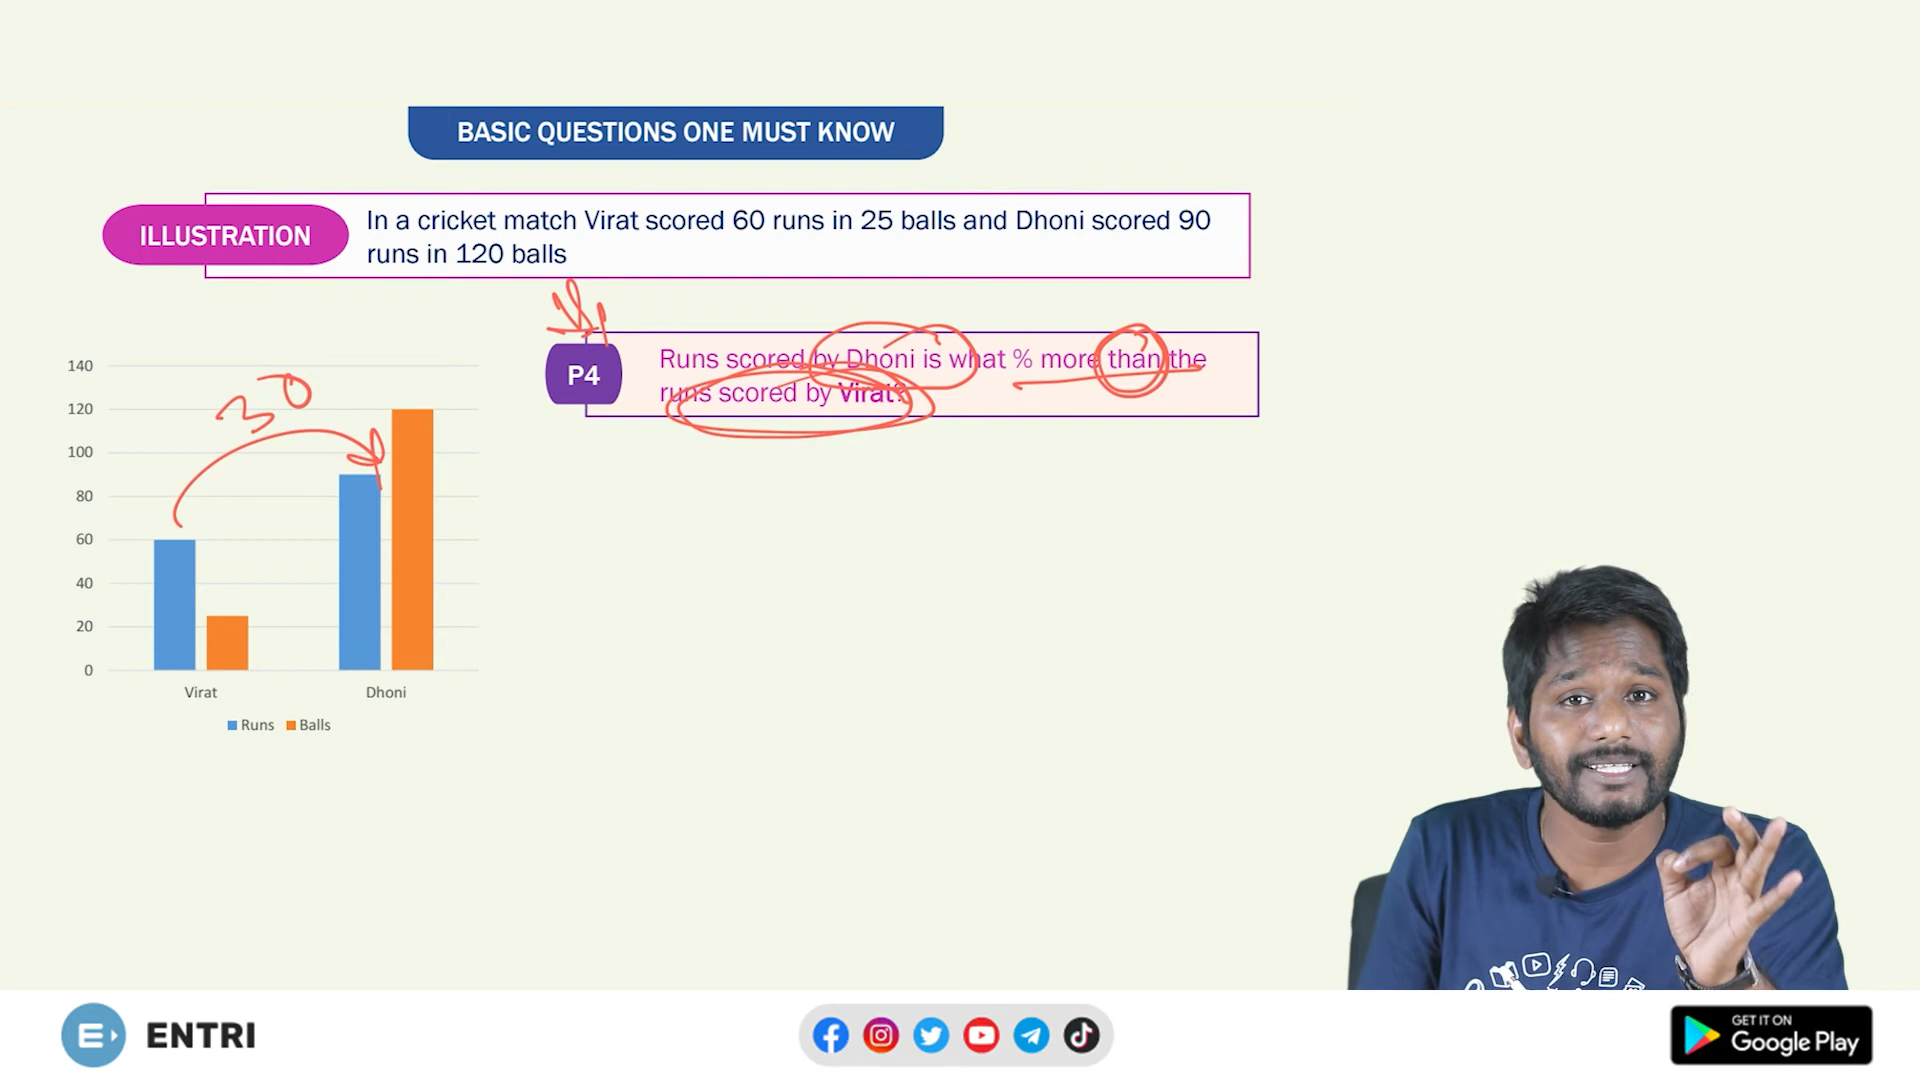 BASIC QUESTIONS ONE MUST KNOW
ILLUSTRATION
In a cricket match Virat scored 60 runs in 25 balls and Dhoni scored 90
runs in 120 balls
P4
Runs scored by Dhoni is what % more than the
runs scored by Virat?
140
120
100
80
60
40
20
0
30
Virat
Dhoni
Runs
Balls
E
ENTRI
GET IT ON
Google Play